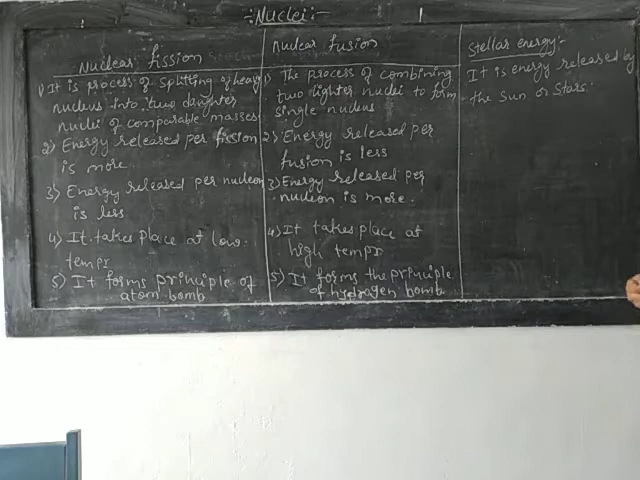 :Nuclei:-
Nuclear fission
1) It is process of splitting of heavy
nucleus into two daughter
nuclei of comparable masses
2) Energy released per fission
is more
3) Energy released per nucleon
is less
4) It takes place at low
tempr
5) It forms principle of
atom bomb
Nuclear fusion
1) The process of combining
two lighter nuclei to form
single nucleus
2) Energy released per
fusion is less
3) Energy released per
nucleon is more.
4) It takes place at
high tempr
5) It forms the principle
of hydrogen bomb
Stellar energy:-
It is energy released by
the sun or stars.